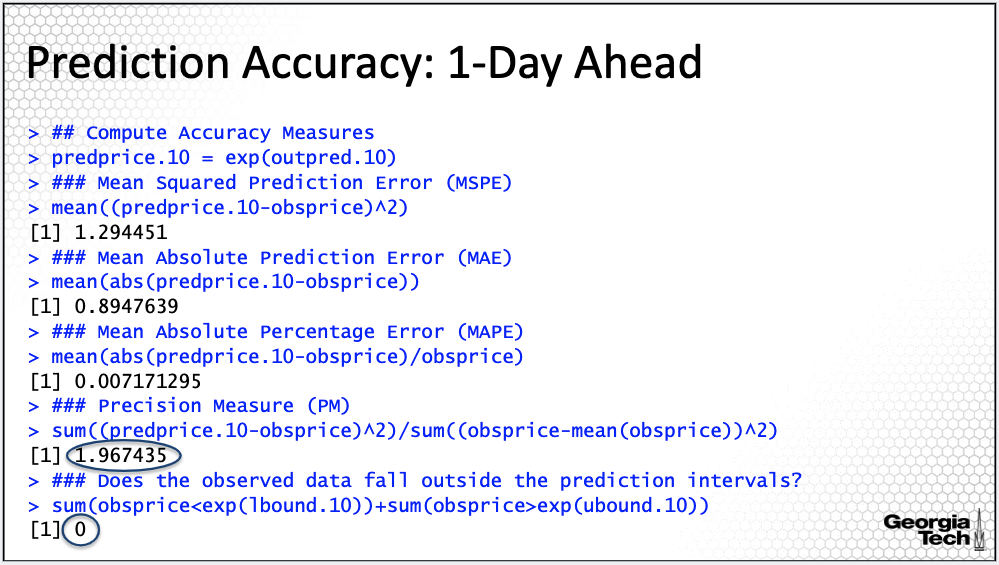 Prediction Accuracy: 1-Day Ahead
> ## Compute Accuracy Measures
> predprice.10 = exp(outpred.10)
> ### Mean Squared Prediction Error (MSPE)
> mean((predprice.10-obsprice)^2)
[1] 1.294451
> ### Mean Absolute Prediction Error (MAE)
> mean(abs(predprice.10-obsprice))
[1] 0.8947639
> ### Mean Absolute Percentage Error (MAPE)
> mean(abs(predprice.10-obsprice)/obsprice)
[1] 0.007171295
> ### Precision Measure (PM)
> sum((predprice.10-obsprice)^2)/sum((obsprice-mean(obsprice))^2)
[1] 1.967435
> ### Does the observed data fall outside the prediction intervals?
> sum(obsprice<exp(lbound.10))+sum(obsprice>exp(ubound.10))
[1] 0
Georgia
Tech